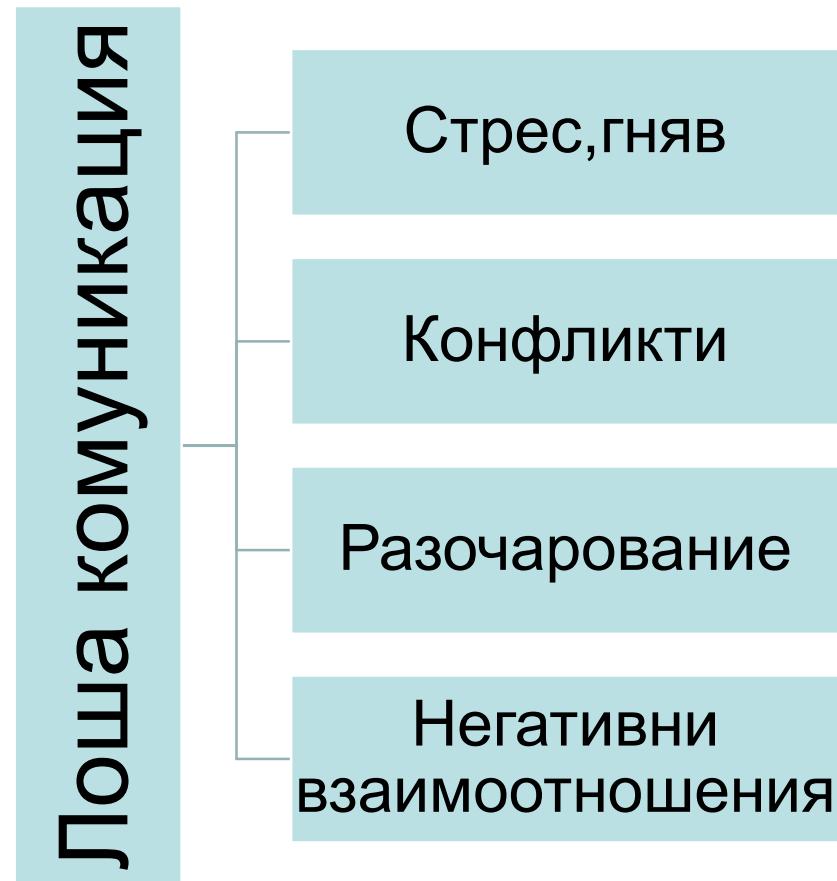 Лоша комуникация
Стрес,гняв
Конфликти
Разочарование
Негативни
взаимоотношения